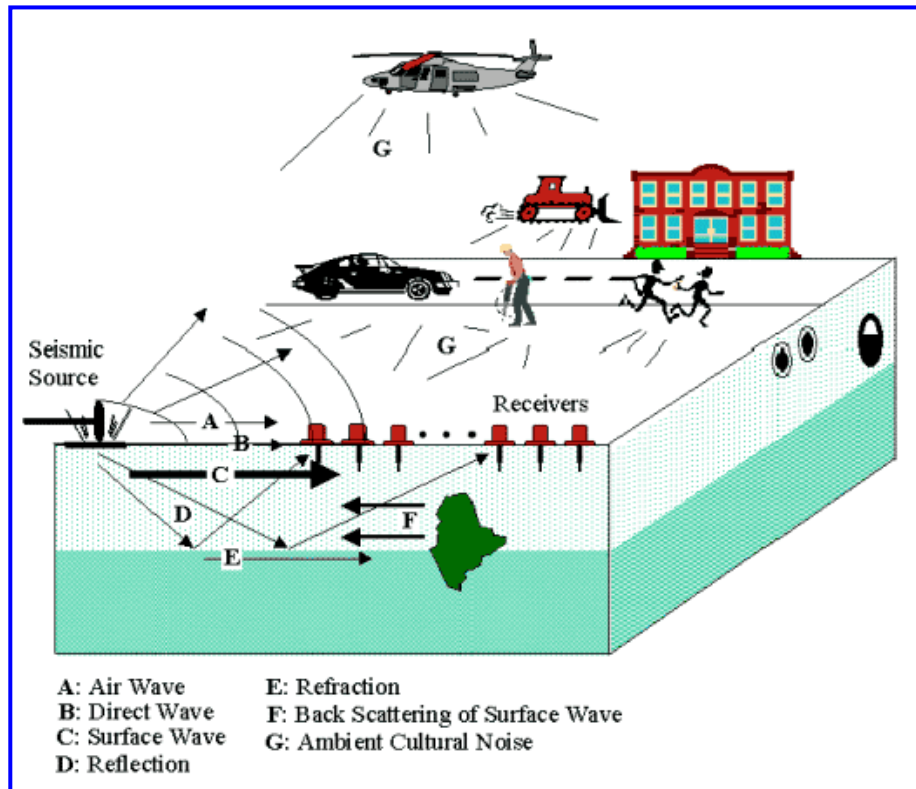 G
Seismic
Source
G
A
Receivers
B
C
D
F
E
A: Air Wave
B: Direct Wave
C: Surface Wave
D: Reflection
E: Refraction
F: Back Scattering of Surface Wave
G: Ambient Cultural Noise